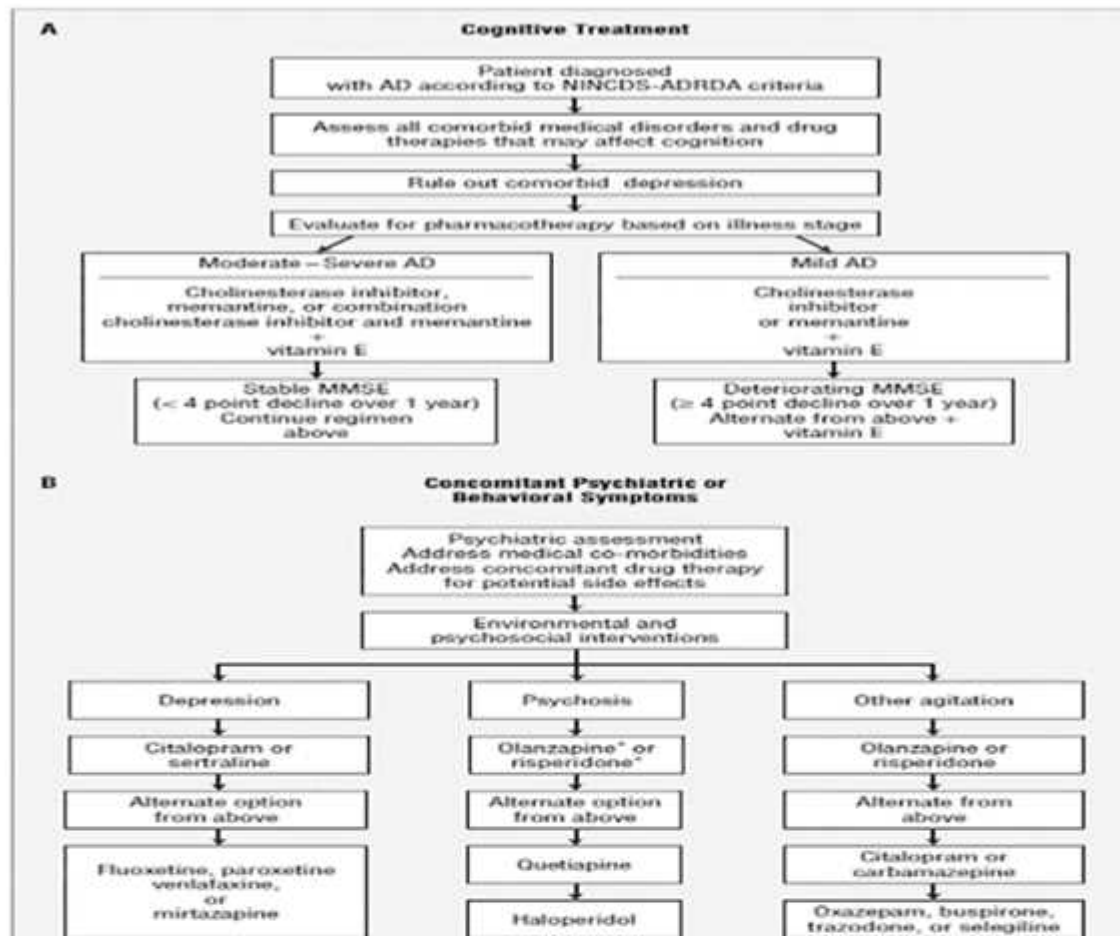 A
Cognitive Treatment
Patient diagnosed
with AD according to NINCDS-ADRDA criteria
Assess all comorbid medical disorders and drug
therapies that may affect cognition
Rule out comorbid depression
Evaluate for pharmacotherapy based on illness stage
Moderate – Severe AD
Cholinesterase inhibitor,
memantine, or combination
cholinesterase inhibitor and memantine
+
vitamin E
Mild AD
Cholinesterase
inhibitor
or memantine
+
vitamin E
Stable MMSE
(< 4 point decline over 1 year)
Continue regimen
above
Deteriorating MMSE
(≥ 4 point decline over 1 year)
Alternate from above +
vitamin E
B
Concomitant Psychiatric or
Behavioral Symptoms
Psychiatric assessment
Address medical co-morbidities
Address concomitant drug therapy
for potential side effects
Environmental and
psychosocial interventions
Depression
Citalopram or
sertraline
Alternate option
from above
Fluoxetine, paroxetine
venlafaxine,
or
mirtazapine
Psychosis
Olanzapine* or
risperidone*
Alternate option
from above
Quetiapine
Haloperidol
Other agitation
Olanzapine or
risperidone
Alternate from
above
Citalopram or
carbamazepine
Oxazepam, buspirone,
trazodone, or selegiline